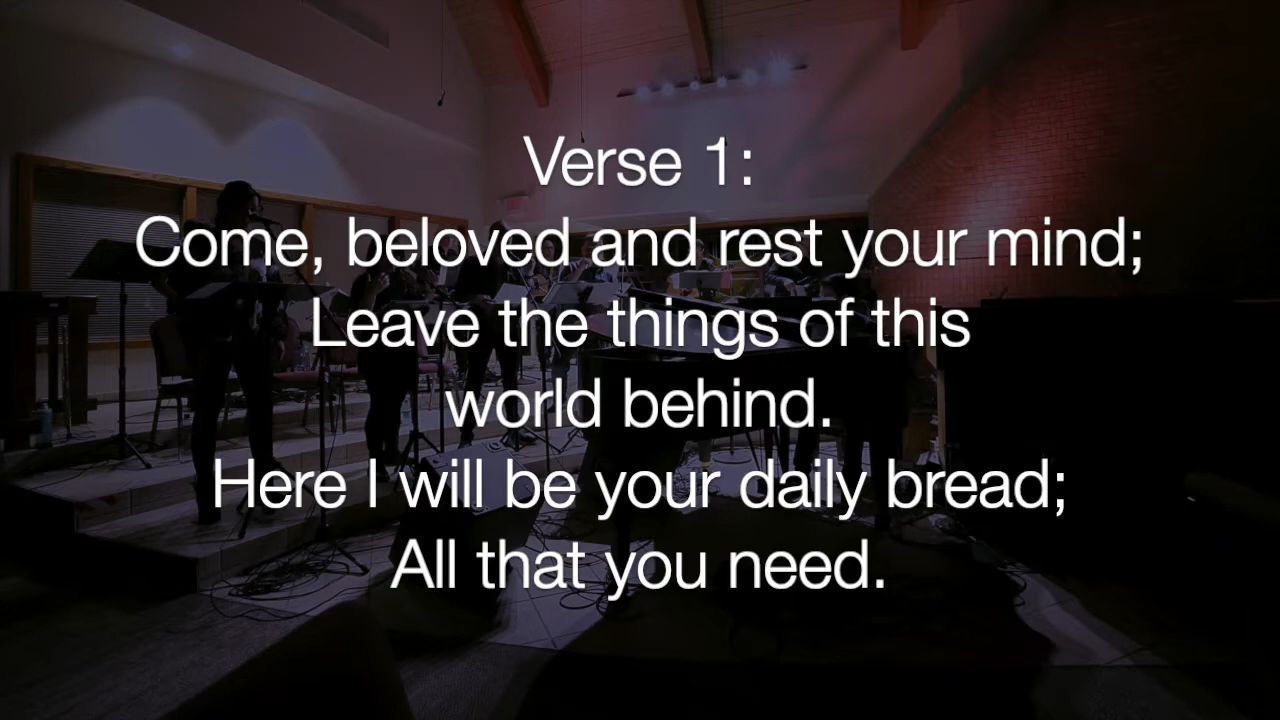 Verse 1:
Come, beloved and rest your mind;
Leave the things of this
world behind.
Here I will be your daily bread;
All that you need.